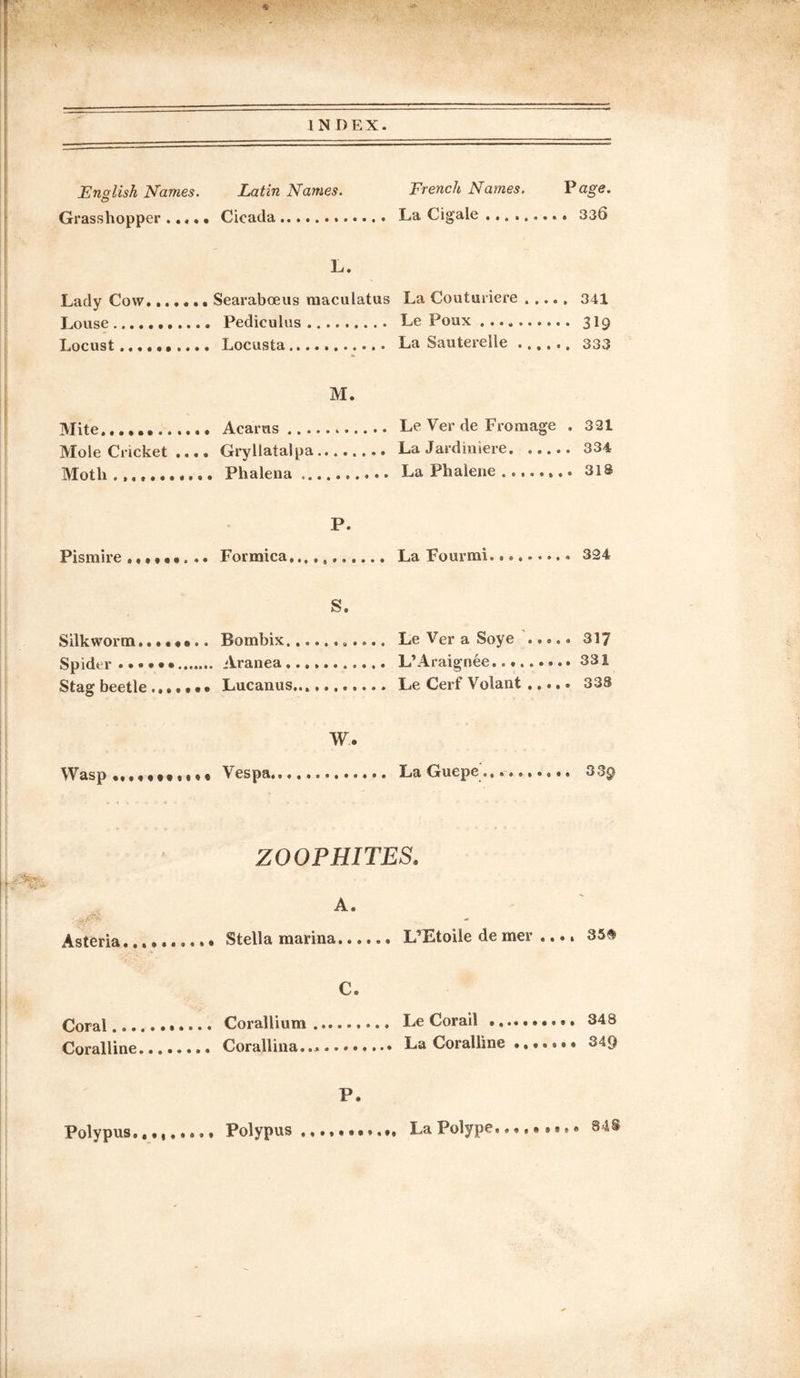 INDEX.
English Names. Latin Names. French Names. Page.
Grasshopper ..... Cicada ............ La Cigale .......... 336
L.
Lady Cow....... Searabœus maculatus La Couturiere ..... 341
Louse ........... Pediculus ......... Le Poux .......... 319
Locust .......... Locusta ........... La Sauterelle ...... 333
M.
Mite............ Acarus ........... Le Ver de Fromage . 321
Mole Cricket .... Gryllatalpa........ La Jardiniere. ...... 334
Moth ........... Phalena .......... La Phalene ........ 318
P.
Pismire ......... Formica........... La Fourmi.......... 324
S.
Silkworm........ Bombix........... Le Ver a Soye ..... 317
Spider ............. Aranea ........... L'Araignée.......... 331
Stag beetle ....... Lucanus........... Le Cerf Volant ..... 338
W.
Wasp ........... Vespa............. La Guepe .......... 339
ZOOPHITES.
A.
Asteria.......... Stella marina...... L'Etoile de mer ....
C.
Coral ........... Corallium ......... Le Corail .......... 348
Coralline........ Corallina.......... La Coralline ....... 349
P.
Polypus......... Polypus .......... La Polype.........